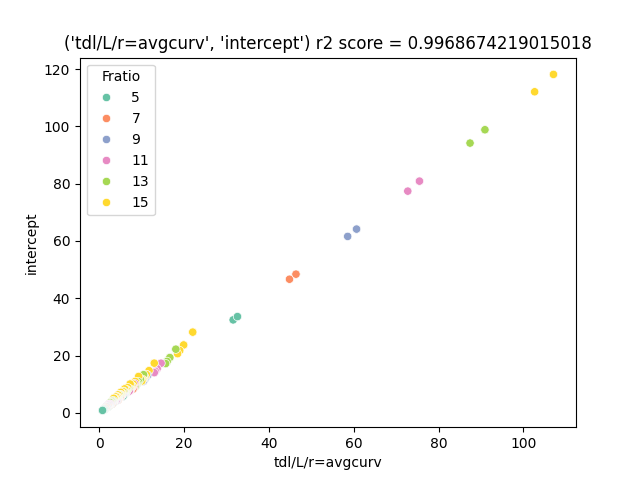 ('tdl/L/r=avgcurv', 'intercept') r2 score = 0.9968674219015018
Fratio
5
7
9
11
13
15
120
100
80
60
40
20
0
intercept
0 20 40 60 80 100
tdl/L/r=avgcurv